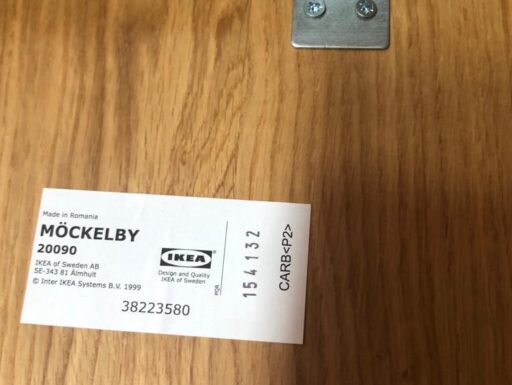 Made in Romania
MÖCKELBY
20090
IKEA of Sweden AB
SE-343 81 Älmhult
© Inter IKEA Systems B.V. 1999
38223580
IKEA
Design and Quality
IKEA of Sweden
PQR
154132
CARB<P2>